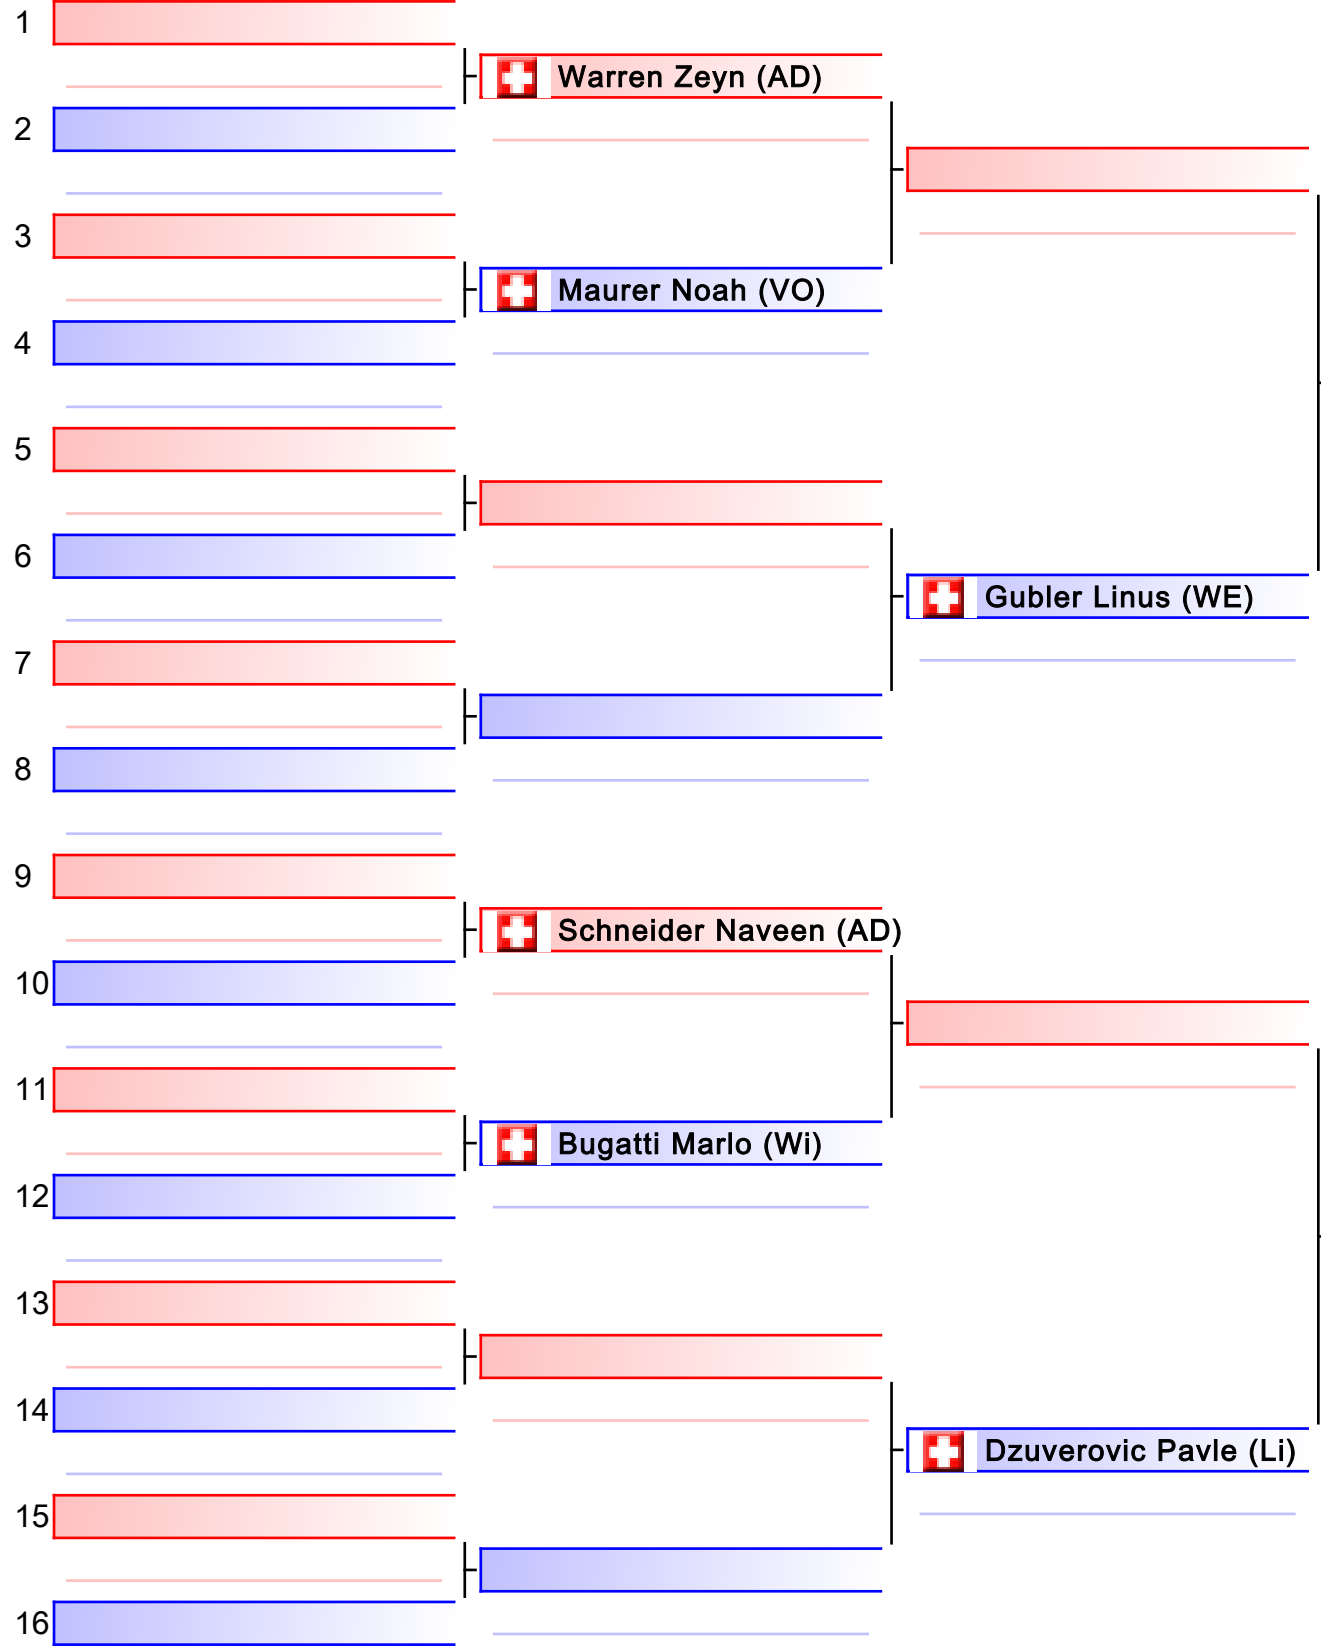 1
Warren Zeyn (AD)
2
3
Maurer Noah (VO)
4
5
6
Gubler Linus (WE)
7
8
9
Schneider Naveen (AD)
10
11
Bugatti Marlo (Wi)
12
13
14
Dzuverovic Pavle (Li)
15
16